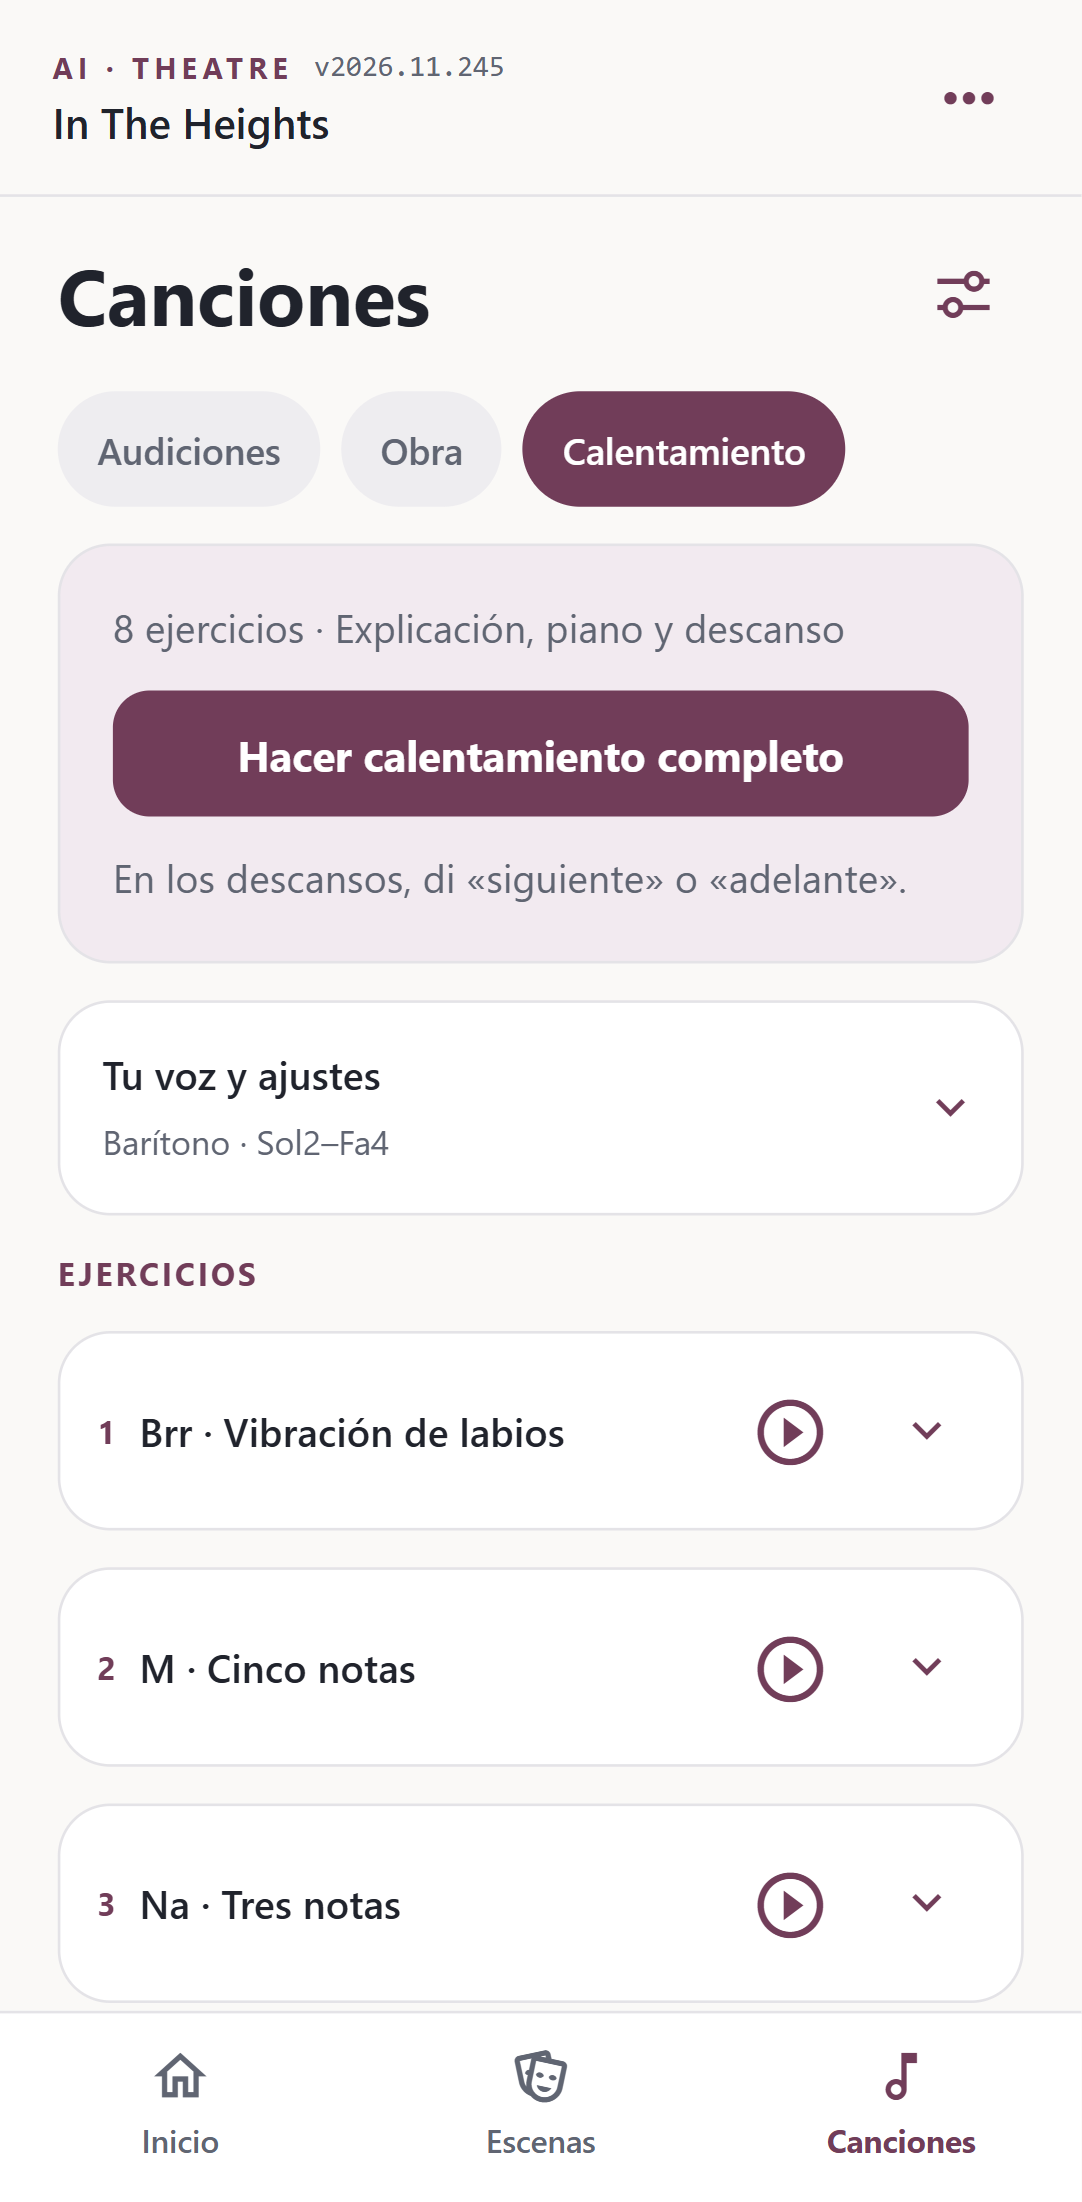 AI · THEATRE v2026.11.245
In The Heights
Canciones
Audiciones Obra Calentamiento
8 ejercicios · Explicación, piano y descanso
Hacer calentamiento completo
En los descansos, di «siguiente» o «adelante».
Tu voz y ajustes
Barítono · Sol2–Fa4
EJERCICIOS
1 Brr · Vibración de labios
2 M · Cinco notas
3 Na · Tres notas
Inicio Escenas Canciones